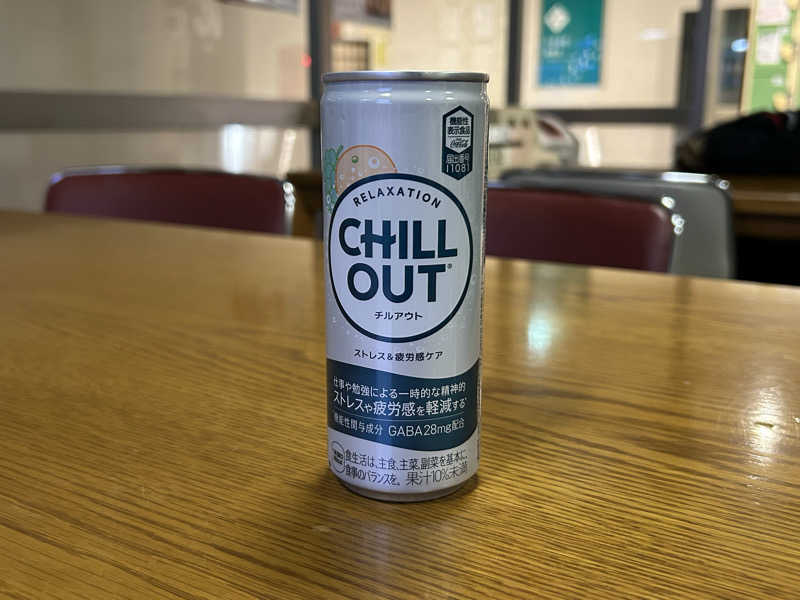 機能性
表示食品
Coca-Cola
届出番号
I1081
RELAXATION
CHILL
OUT®
チルアウト
ストレス&疲労感ケア
仕事や勉強による一時的な精神的
ストレスや疲労感を軽減する*
機能性関与成分 GABA28mg配合
食生活は、主食、主菜、副菜を基本に、
食事のバランスを。 果汁10%未満